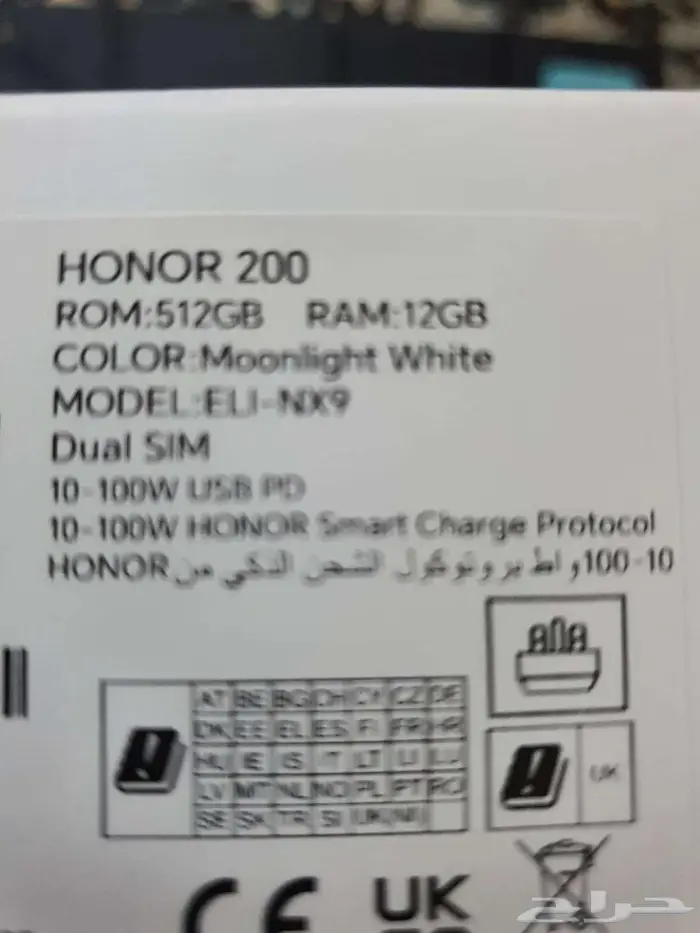 HONOR 200
ROM:512GB RAM:12GB
COLOR:Moonlight White
MODEL:ELI-NX9
Dual SIM
10-100W USB PD
10-100W HONOR Smart Charge Protocol
10-100واط بروتوكول الشحن الذكي من HONOR
AT BE BG CH CY CZ DE
DK EE EL ES FI FR HR
HU IE IS IT LT LI LU
LV MT NL NO PL PT RO
SE SK TR SI UK(NI)
UK
CE
UK
حراج